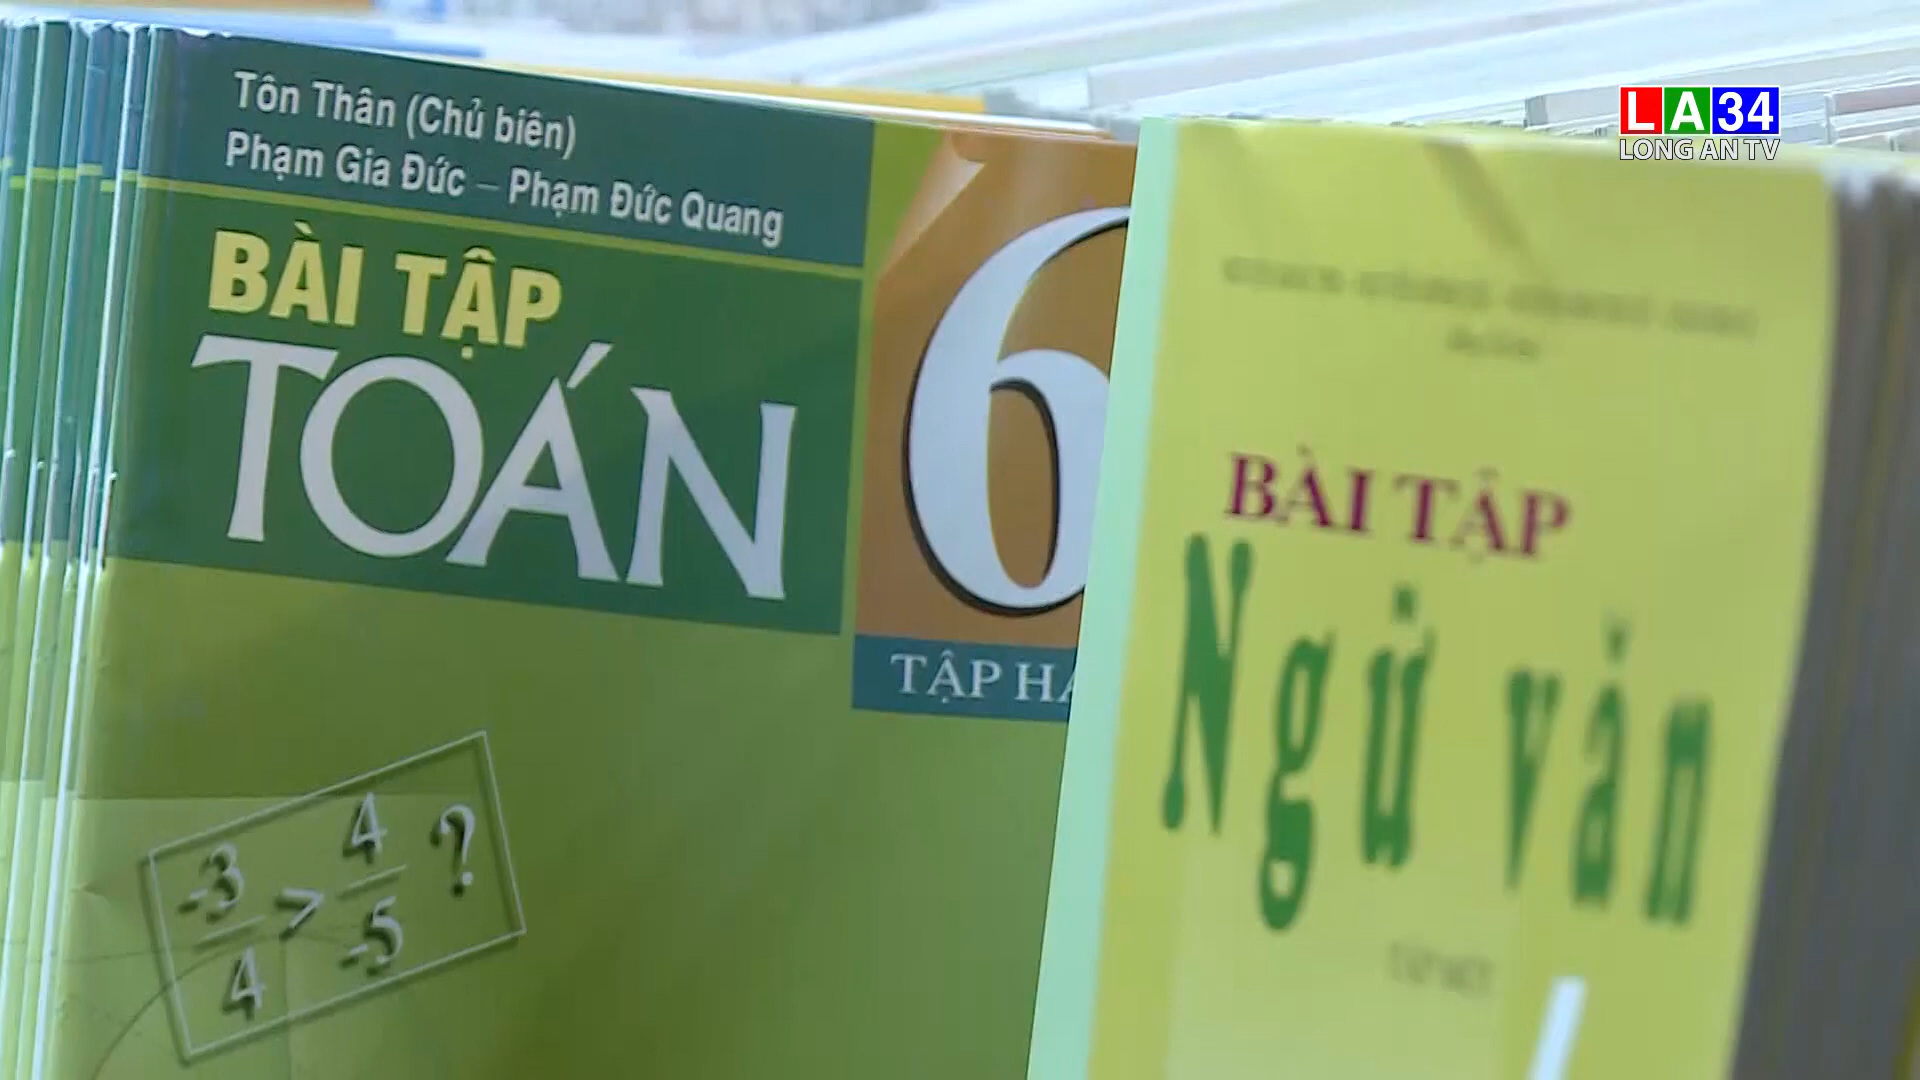 Tôn Thân (Chủ biên)
Phạm Gia Đức – Phạm Đức Quang
BÀI TẬP
TOÁN
6
TẬP HA
-3/4 > 4/-5 ?
BÀI TẬP
Ngữ văn
LA34
LONG AN TV